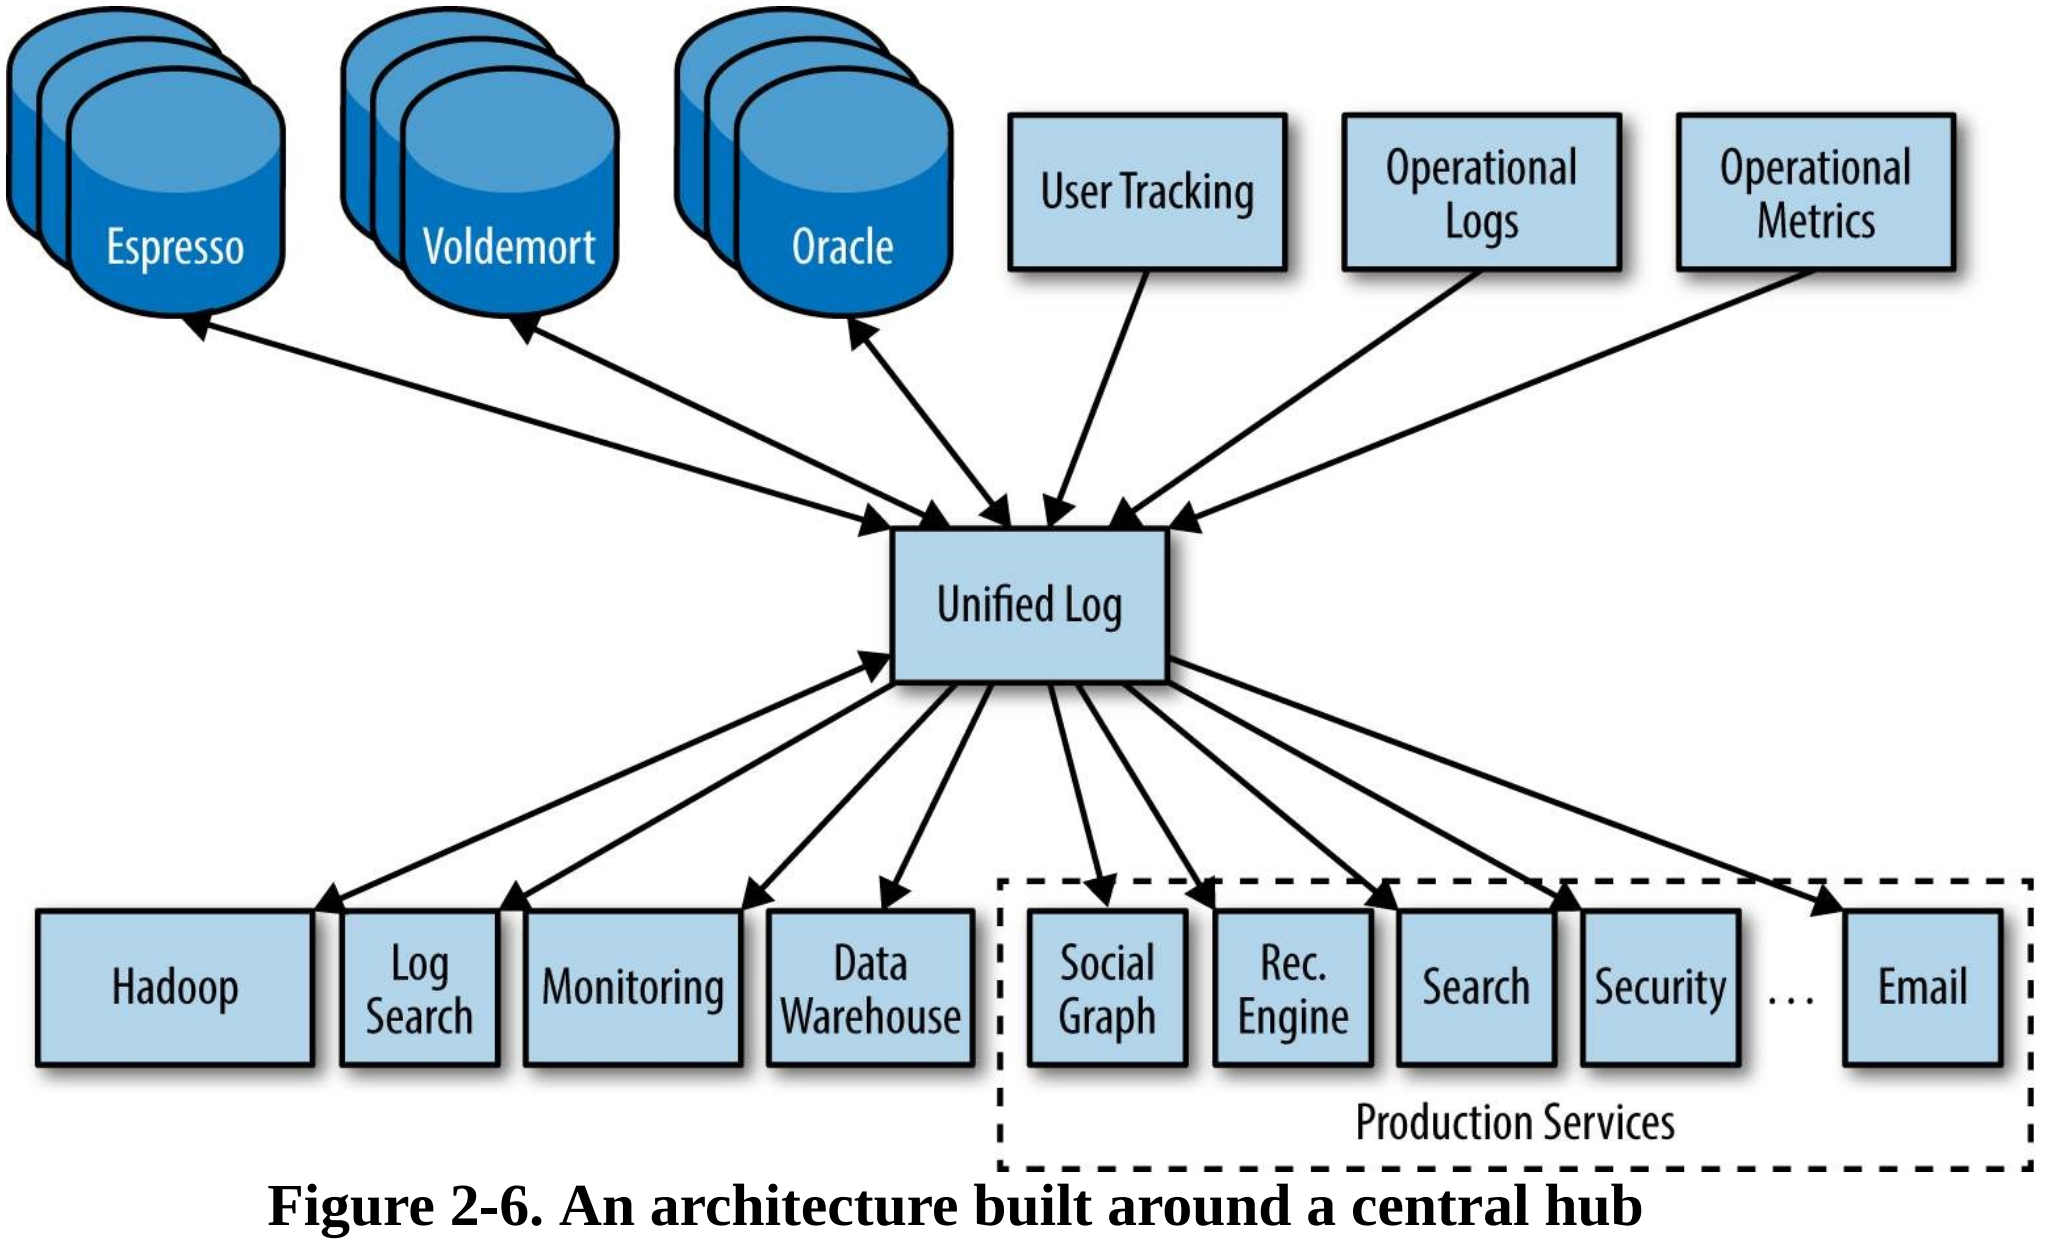 Espresso
Voldemort
Oracle
User Tracking
Operational
Logs
Operational
Metrics
Unified Log
Hadoop
Log
Search
Monitoring
Data
Warehouse
Social
Graph
Rec.
Engine
Search
Security
...
Email
Production Services
Figure 2-6. An architecture built around a central hub